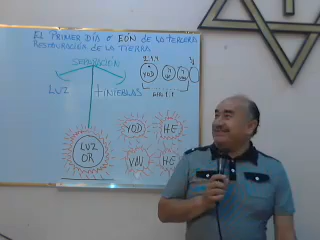 EL PRIMER DÍA O EÓN DE LA TERCERA
RESTAURACIÓN DE LA TIERRA
SEPARACIÓN
LUZ
TINIEBLAS
YOD
LUZ
OR
YOD
HE
VAU
HE